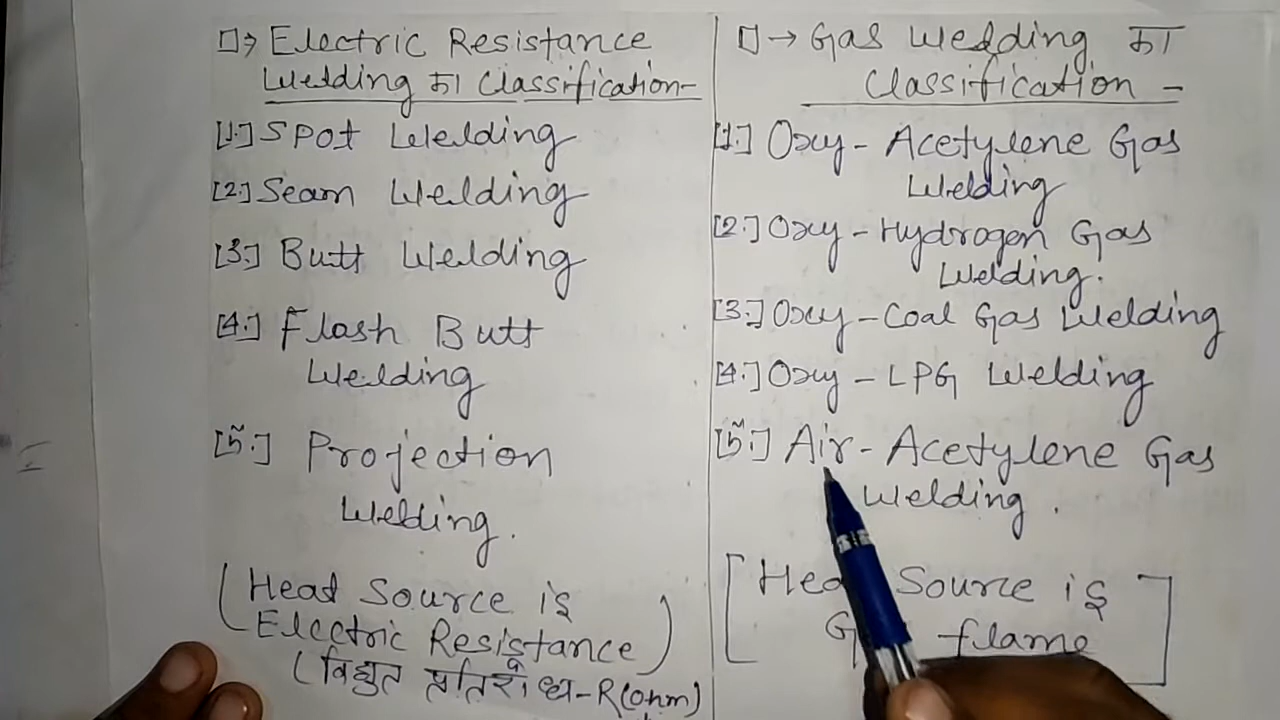 □→ Electric Resistance
Welding का Classification-
[1.] Spot Welding
[2.] Seam Welding
[3.] Butt Welding
[4.] Flash Butt
Welding
[5.] Projection
Welding.
(Heat Source is
Electric Resistance)
(विद्युत प्रतिरोध-R(ohm)
□→ Gas Welding का
Classification -
[1.] Oxy-Acetylene Gas
Welding
[2.] Oxy-Hydrogen Gas
Welding.
[3.] Oxy-Coal Gas Welding
[4.] Oxy-LPG Welding
[5.] Air-Acetylene Gas
Welding.
[Hea Source is
G flame]